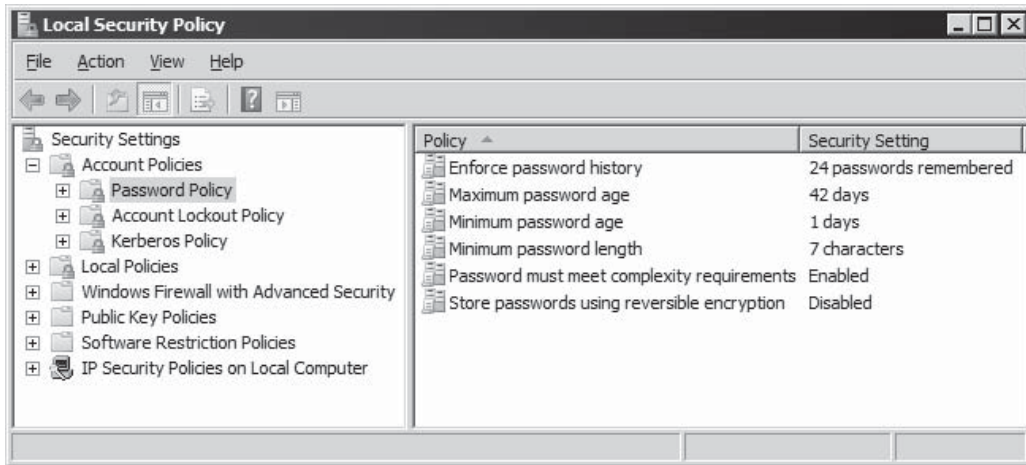 Local Security Policy
File Action View Help
Security Settings
Account Policies
Password Policy
Account Lockout Policy
Kerberos Policy
Local Policies
Windows Firewall with Advanced Security
Public Key Policies
Software Restriction Policies
IP Security Policies on Local Computer
Policy Security Setting
Enforce password history 24 passwords remembered
Maximum password age 42 days
Minimum password age 1 days
Minimum password length 7 characters
Password must meet complexity requirements Enabled
Store passwords using reversible encryption Disabled